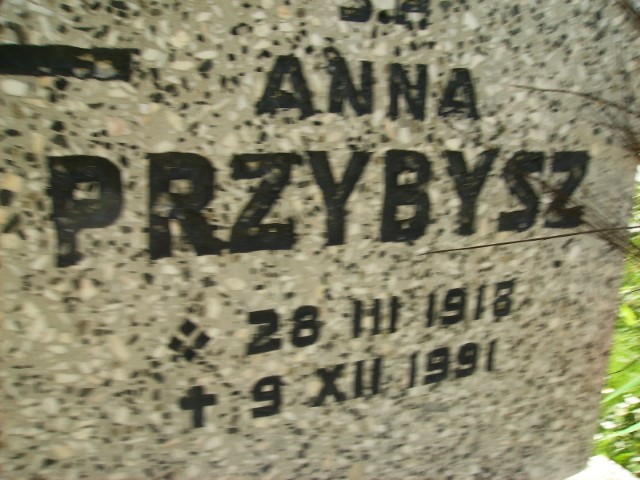 Ś.P.
ANNA
PRZYBYSZ
28 III 1918
9 XII 1991